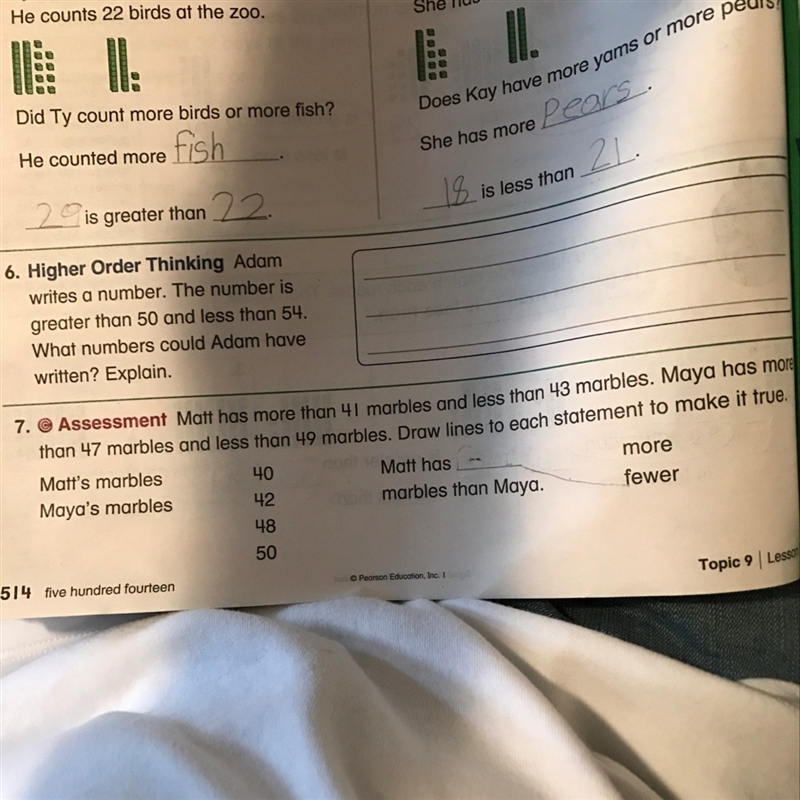 He counts 22 birds at the zoo.
Did Ty count more birds or more fish?
He counted more fish.
29 is greater than 22.
She has
Does Kay have more yams or more pears?
She has more Pears.
18 is less than 21.
6. Higher Order Thinking Adam
writes a number. The number is
greater than 50 and less than 54.
What numbers could Adam have
written? Explain.
7. © Assessment Matt has more than 41 marbles and less than 43 marbles. Maya has more
than 47 marbles and less than 49 marbles. Draw lines to each statement to make it true.
Matt's marbles
Maya's marbles
40
42
48
50
Matt has
marbles than Maya.
more
fewer
514 five hundred fourteen
© Pearson Education, Inc. 1
Topic 9 | Lesson